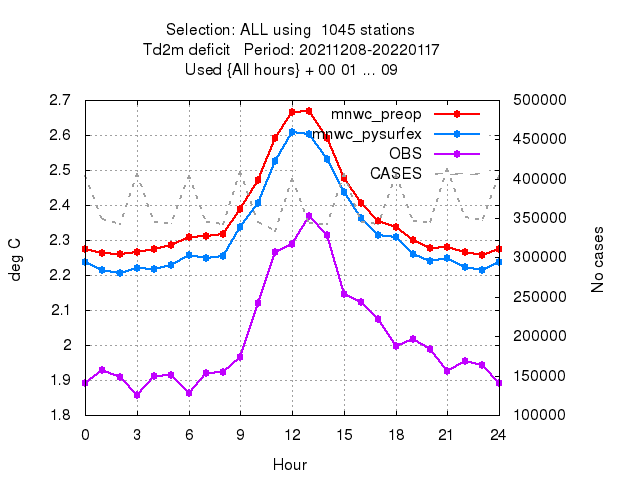 Selection: ALL using  1045 stations
Td2m deficit   Period: 20211208-20220117
Used {All hours} + 00 01 ... 09
2.7
2.6
2.5
2.4
2.3
2.2
2.1
2
1.9
1.8
deg C
500000
450000
400000
350000
300000
250000
200000
150000
100000
No cases
mnwc_preop
mnwc_pysurfex
OBS
CASES
0 3 6 9 12 15 18 21 24
Hour